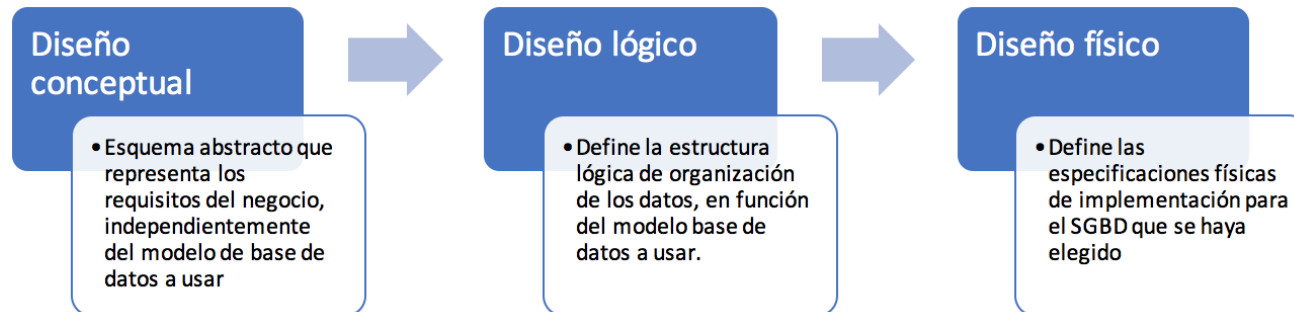 Diseño
conceptual
• Esquema abstracto que
representa los
requisitos del negocio,
independientemente
del modelo de base de
datos a usar
Diseño lógico
• Define la estructura
lógica de organización
de los datos, en función
del modelo base de
datos a usar.
Diseño físico
• Define las
especificaciones físicas
de implementación para
el SGBD que se haya
elegido